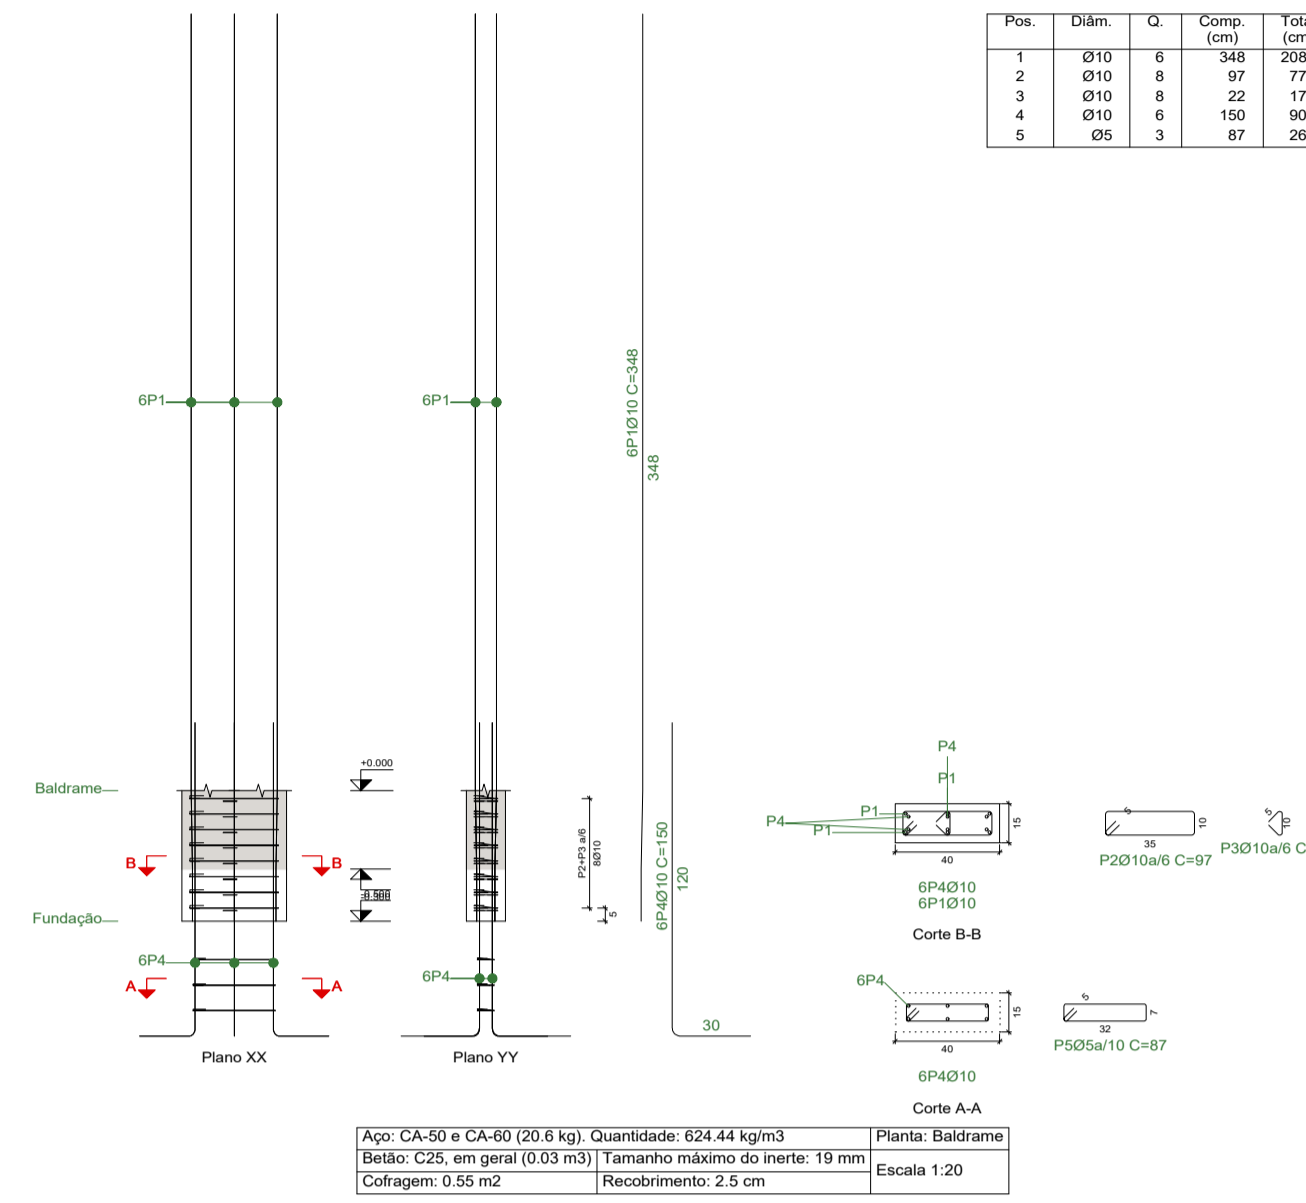 Pos. Diâm. Q. Comp. (cm)
1 Ø10 6 348
2 Ø10 8 97
3 Ø10 8 22
4 Ø10 6 150
5 Ø5 3 87
6P1
6P1
6P1Ø10 C=348
348
Baldrame
+0.000
B B
Fundação
6P4
A A
Plano XX
6P4
Plano YY
P2+P3 a/6
8Ø10
5
6P4Ø10 C=150
120
30
P4
P1
P1
P4
P1
15
40
6P4Ø10
6P1Ø10
Corte B-B
5
10
35
P2Ø10a/6 C=97
5
10
P3Ø10a/6
6P4
15
40
6P4Ø10
Corte A-A
5
7
32
P5Ø5a/10 C=87
Aço: CA-50 e CA-60 (20.6 kg). Quantidade: 624.44 kg/m3
Planta: Baldrame
Betão: C25, em geral (0.03 m3)
Tamanho máximo do inerte: 19 mm
Escala 1:20
Cofragem: 0.55 m2
Recobrimento: 2.5 cm